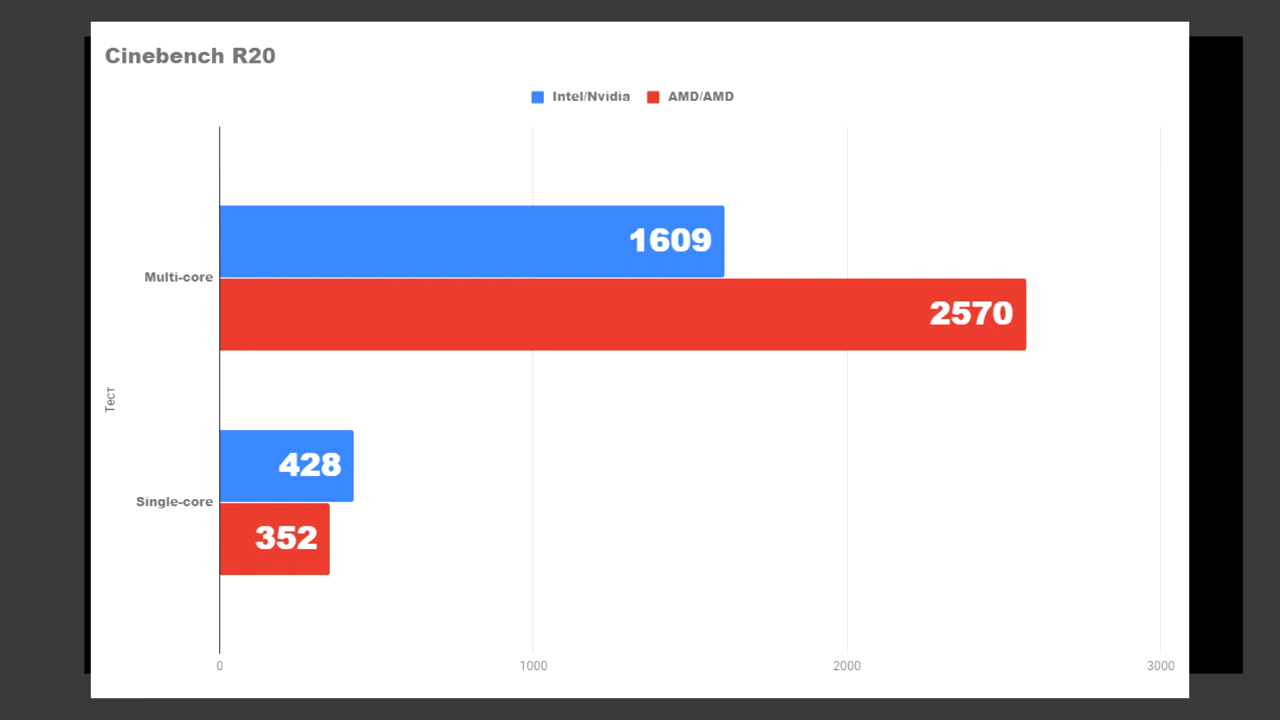 Cinebench R20
Intel/Nvidia AMD/AMD
1609
Multi-core
2570
Тест
428
Single-core
352
0 1000 2000 3000